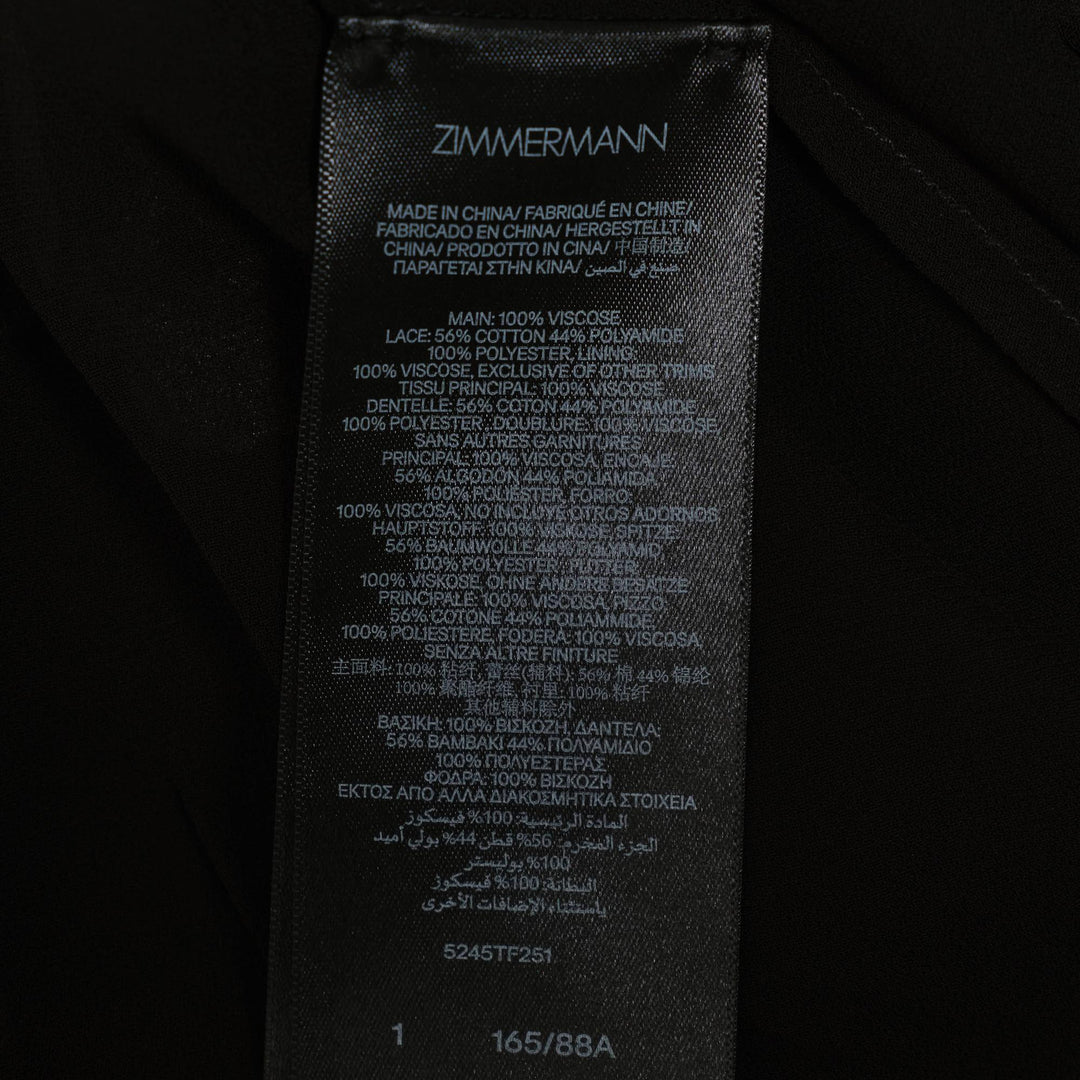 ZIMMERMANN
MADE IN CHINA/ FABRIQUÉ EN CHINE/
FABRICADO EN CHINA/ HERGESTELLT IN
CHINA/ PRODOTTO IN CINA/ 中国制造/
ΠΑΡΑΓΕΤΑΙ ΣΤΗΝ ΚΙΝΑ/ صنع في الصين
MAIN: 100% VISCOSE
LACE: 56% COTTON 44% POLYAMIDE
100% POLYESTER, LINING:
100% VISCOSE, EXCLUSIVE OF OTHER TRIMS
TISSU PRINCIPAL: 100% VISCOSE
DENTELLE: 56% COTON 44% POLYAMIDE
100% POLYESTER, DOUBLURE: 100% VISCOSE
SANS AUTRES GARNITURES
PRINCIPAL: 100% VISCOSA, ENCAJE:
56% ALGODÓN 44% POLIAMIDA
100% POLIÉSTER, FORRO:
100% VISCOSA, NO INCLUYE OTROS ADORNOS
HAUPTSTOFF: 100% VISKOSE, SPITZE
56% BAUMWOLLE 44% POLYAMID
100% POLYESTER, FUTTER
100% VISKOSE, OHNE ANDERE BESÄTZE
PRINCIPALE: 100% VISCOSA, PIZZO
56% COTONE 44% POLIAMMIDE
100% POLIESTERE, FODERA: 100% VISCOSA
SENZA ALTRE FINITURE
主面料: 100% 粘纤, 蕾丝(辅料): 56% 棉 44% 锦纶
100% 聚酯纤维, 衬里: 100% 粘纤
其他辅料除外
ΒΑΣΙΚΗ: 100% ΒΙΣΚΟΖΗ, ΔΑΝΤΕΛΑ:
56% ΒΑΜΒΑΚΙ 44% ΠΟΛΥΑΜΙΔΙΟ
100% ΠΟΛΥΕΣΤΕΡΑΣ
ΦΟΔΡΑ: 100% ΒΙΣΚΟΖΗ
ΕΚΤΟΣ ΑΠΟ ΑΛΛΑ ΔΙΑΚΟΣΜΗΤΙΚΑ ΣΤΟΙΧΕΙΑ
المادة الرئيسية: 100% فيسكوز
الجزء المخرم: 56% قطن 44% بولي أميد
100% بوليستر
البطانة: 100% فيسكوز
باستثناء الإضافات الأخرى
5245TF251
1 165/88A